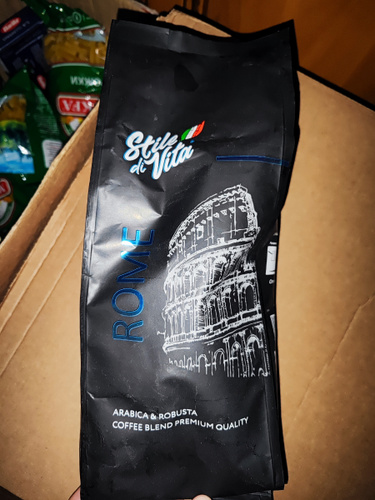 Stile
di Vita
ROME
ARABICA & ROBUSTA
COFFEE BLEND PREMIUM QUALITY